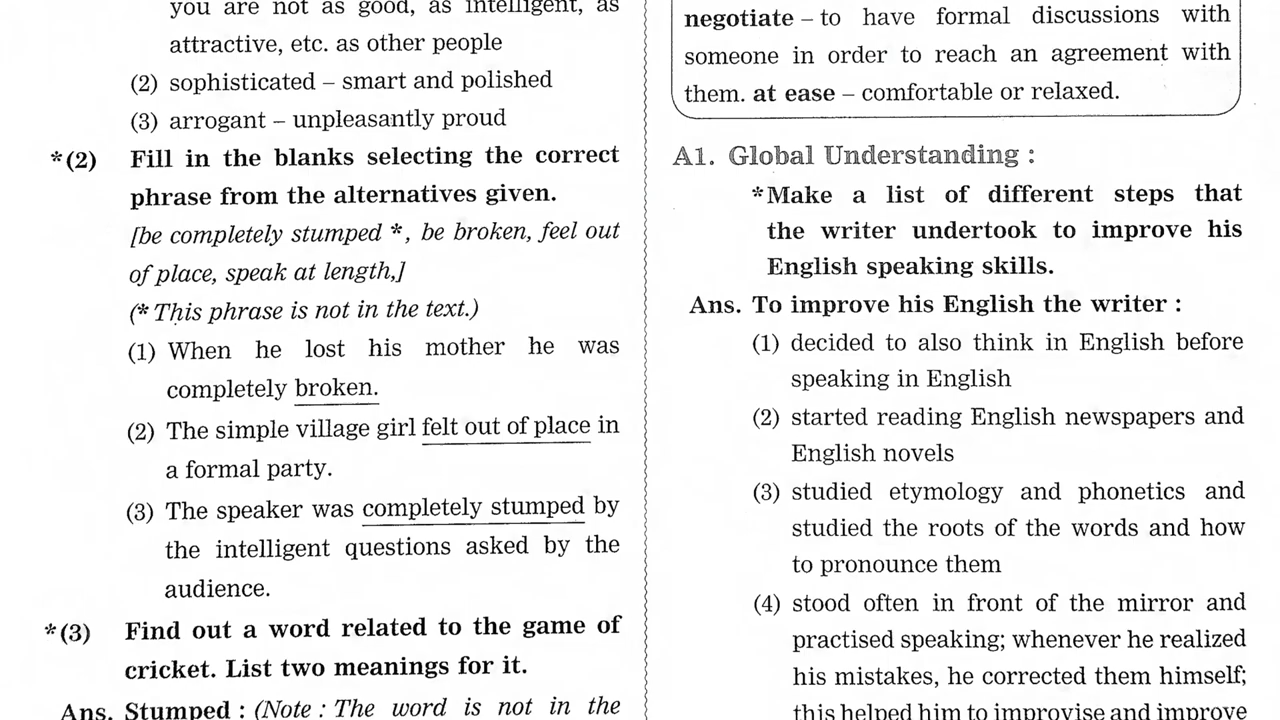 you are not as good, as intelligent, as
attractive, etc. as other people
(2) sophisticated – smart and polished
(3) arrogant – unpleasantly proud
*(2) Fill in the blanks selecting the correct
phrase from the alternatives given.
[be completely stumped *, be broken, feel out
of place, speak at length,]
(* This phrase is not in the text.)
(1) When he lost his mother he was
completely broken.
(2) The simple village girl felt out of place in
a formal party.
(3) The speaker was completely stumped by
the intelligent questions asked by the
audience.
*(3) Find out a word related to the game of
cricket. List two meanings for it.
Ans. Stumped : (Note : The word is not in the
negotiate – to have formal discussions with
someone in order to reach an agreement with
them. at ease – comfortable or relaxed.
A1. Global Understanding :
*Make a list of different steps that
the writer undertook to improve his
English speaking skills.
Ans. To improve his English the writer :
(1) decided to also think in English before
speaking in English
(2) started reading English newspapers and
English novels
(3) studied etymology and phonetics and
studied the roots of the words and how
to pronounce them
(4) stood often in front of the mirror and
practised speaking; whenever he realized
his mistakes, he corrected them himself;
this helped him to improvise and improve